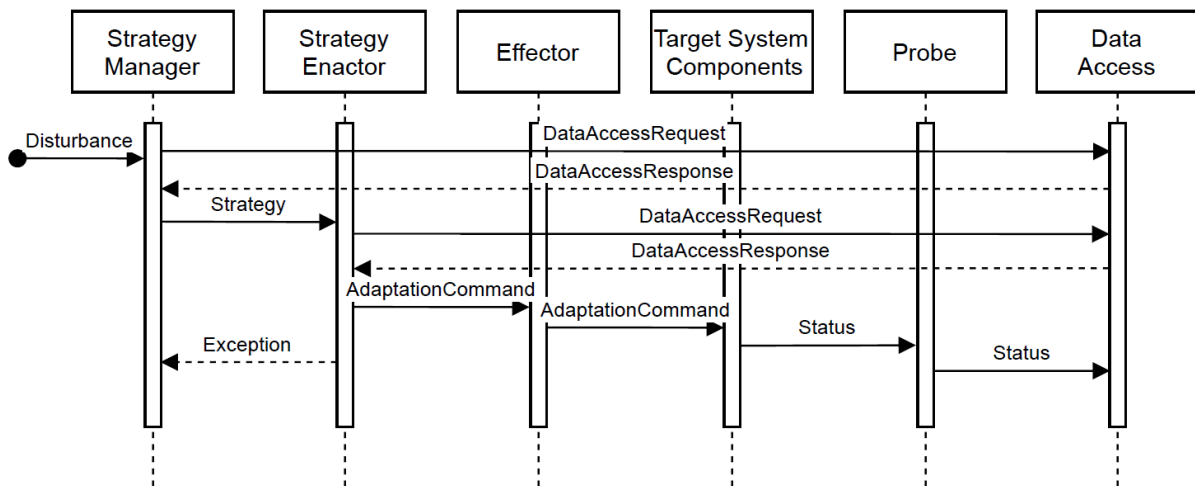 Strategy
Manager
Strategy
Enactor
Effector
Target System
Components
Probe
Data
Access
Disturbance
DataAccessRequest
DataAccessResponse
Strategy
DataAccessRequest
DataAccessResponse
AdaptationCommand
AdaptationCommand
Status
Exception
Status